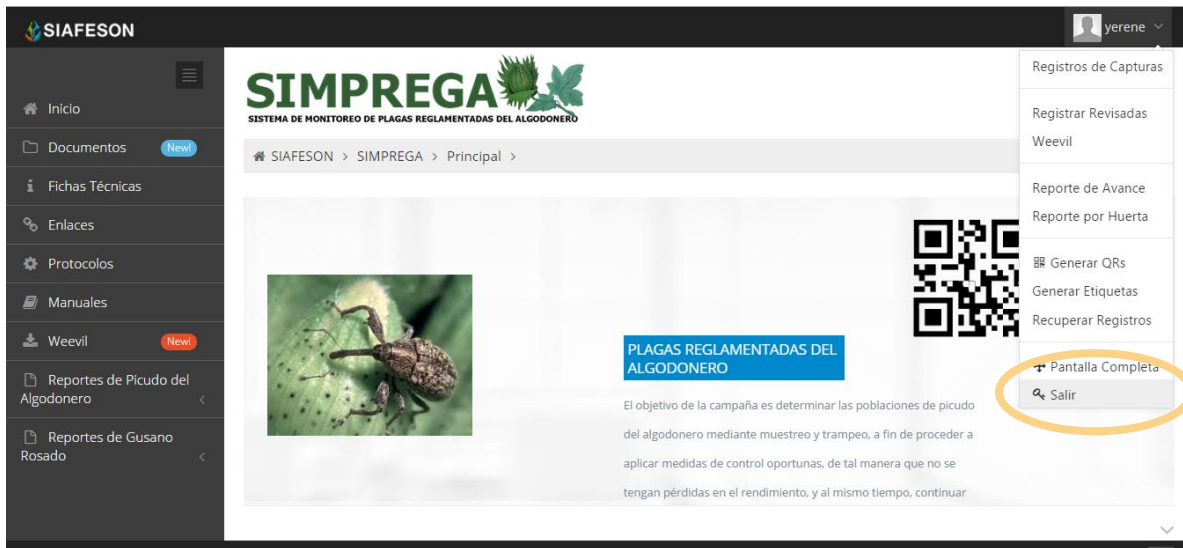 SIAFESON
yerene
Inicio
Documentos New!
Fichas Técnicas
Enlaces
Protocolos
Manuales
Weevil New!
Reportes de Picudo del
Algodonero
Reportes de Gusano
Rosado
SIMPREGA
SISTEMA DE MONITOREO DE PLAGAS REGLAMENTADAS DEL ALGODONERO
SIAFESON > SIMPREGA > Principal >
PLAGAS REGLAMENTADAS DEL
ALGODONERO
El objetivo de la campaña es determinar las poblaciones de picudo
del algodonero mediante muestreo y trampeo, a fin de proceder a
aplicar medidas de control oportunas, de tal manera que no se
tengan pérdidas en el rendimiento, y al mismo tiempo, continuar
Registros de Capturas
Registrar Revisadas
Weevil
Reporte de Avance
Reporte por Huerta
Generar QRs
Generar Etiquetas
Recuperar Registros
Pantalla Completa
Salir